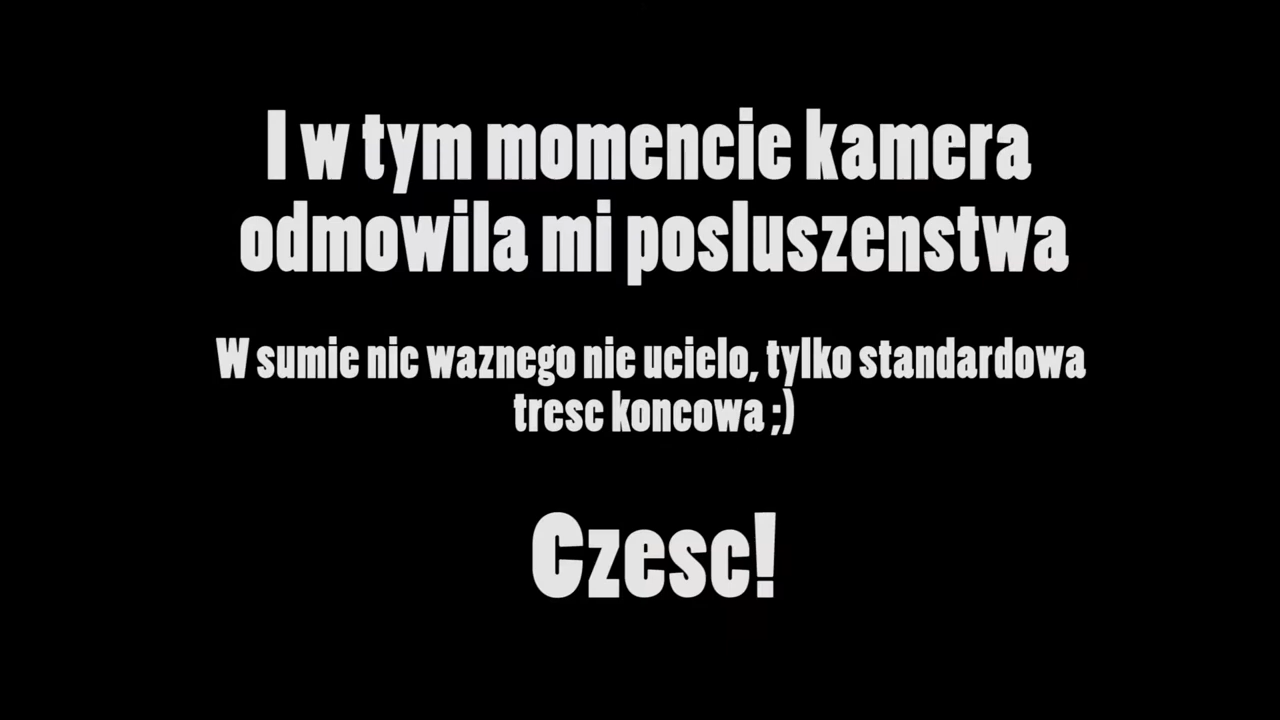 I w tym momencie kamera
odmowila mi posluszenstwa
W sumie nic waznego nie ucielo, tylko standardowa
tresc koncowa ;)
Czesc!